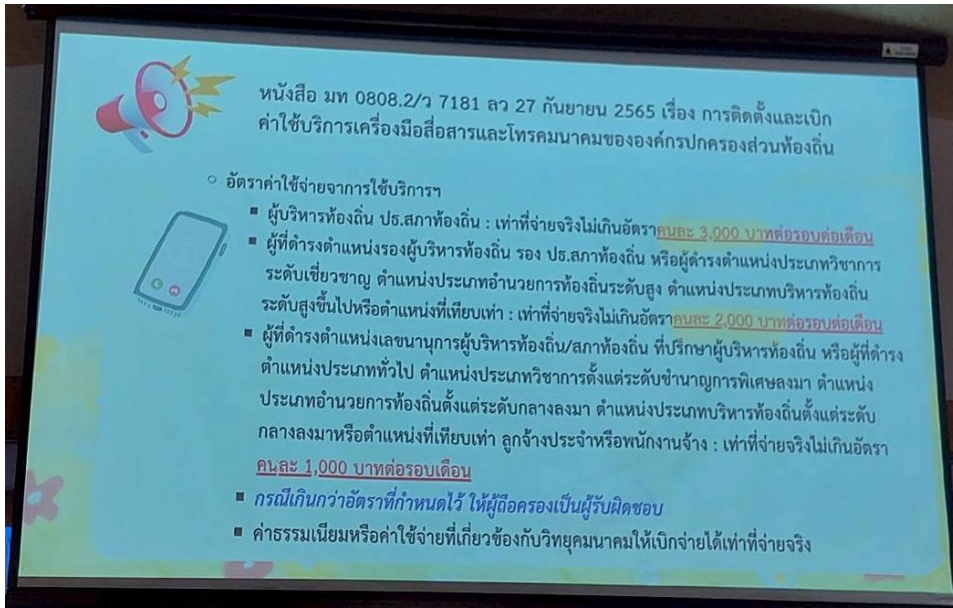 หนังสือ มท 0808.2/ว 7181 ลว 27 กันยายน 2565 เรื่อง การติดตั้งและเบิก
ค่าใช้บริการเครื่องมือสื่อสารและโทรคมนาคมขององค์กรปกครองส่วนท้องถิ่น
○ อัตราค่าใช้จ่ายจาการใช้บริการฯ
▪ ผู้บริหารท้องถิ่น ปธ.สภาท้องถิ่น : เท่าที่จ่ายจริงไม่เกินอัตราคนละ 3,000 บาทต่อรอบต่อเดือน
▪ ผู้ที่ดำรงตำแหน่งรองผู้บริหารท้องถิ่น รอง ปธ.สภาท้องถิ่น หรือผู้ดำรงตำแหน่งประเภทวิชาการ
ระดับเชี่ยวชาญ ตำแหน่งประเภทอำนวยการท้องถิ่นระดับสูง ตำแหน่งประเภทบริหารท้องถิ่น
ระดับสูงขึ้นไปหรือตำแหน่งที่เทียบเท่า : เท่าที่จ่ายจริงไม่เกินอัตราคนละ 2,000 บาทต่อรอบต่อเดือน
▪ ผู้ที่ดำรงตำแหน่งเลขานุการผู้บริหารท้องถิ่น/สภาท้องถิ่น ที่ปรึกษาผู้บริหารท้องถิ่น หรือผู้ที่ดำรง
ตำแหน่งประเภททั่วไป ตำแหน่งประเภทวิชาการตั้งแต่ระดับชำนาญการพิเศษลงมา ตำแหน่ง
ประเภทอำนวยการท้องถิ่นตั้งแต่ระดับกลางลงมา ตำแหน่งประเภทบริหารท้องถิ่นตั้งแต่ระดับ
กลางลงมาหรือตำแหน่งที่เทียบเท่า ลูกจ้างประจำหรือพนักงานจ้าง : เท่าที่จ่ายจริงไม่เกินอัตรา
คนละ 1,000 บาทต่อรอบเดือน
▪ กรณีเกินกว่าอัตราที่กำหนดไว้ ให้ผู้ถือครองเป็นผู้รับผิดชอบ
▪ ค่าธรรมเนียมหรือค่าใช้จ่ายที่เกี่ยวข้องกับวิทยุคมนาคมให้เบิกจ่ายได้เท่าที่จ่ายจริง